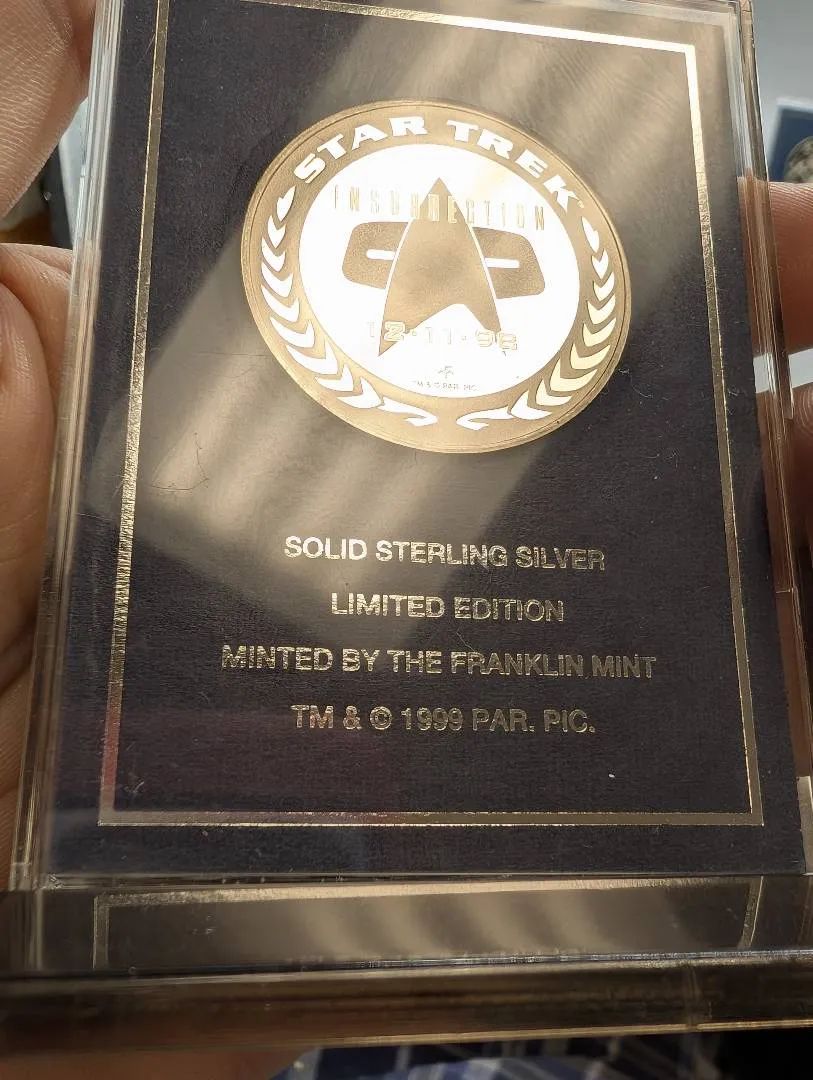 STAR TREK
INSURRECTION
12·11·98
TM & © PAR. PIC.
SOLID STERLING SILVER
LIMITED EDITION
MINTED BY THE FRANKLIN MINT
TM & © 1999 PAR. PIC.